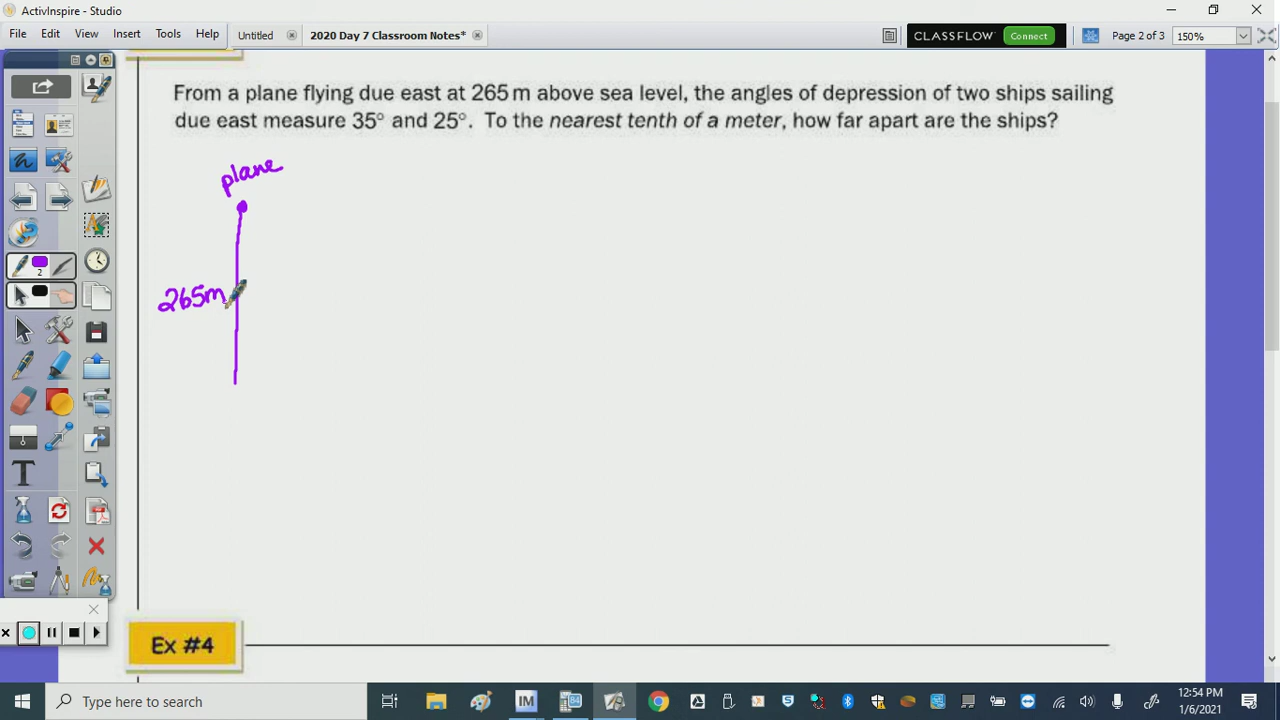 ActivInspire - Studio
File Edit View Insert Tools Help
Untitled
2020 Day 7 Classroom Notes*
CLASSFLOW Connect
Page 2 of 3
150%
From a plane flying due east at 265 m above sea level, the angles of depression of two ships sailing
due east measure 35° and 25°. To the nearest tenth of a meter, how far apart are the ships?
plane
265m
2
T
Ex #4
Type here to search
IM
12:54 PM
1/6/2021